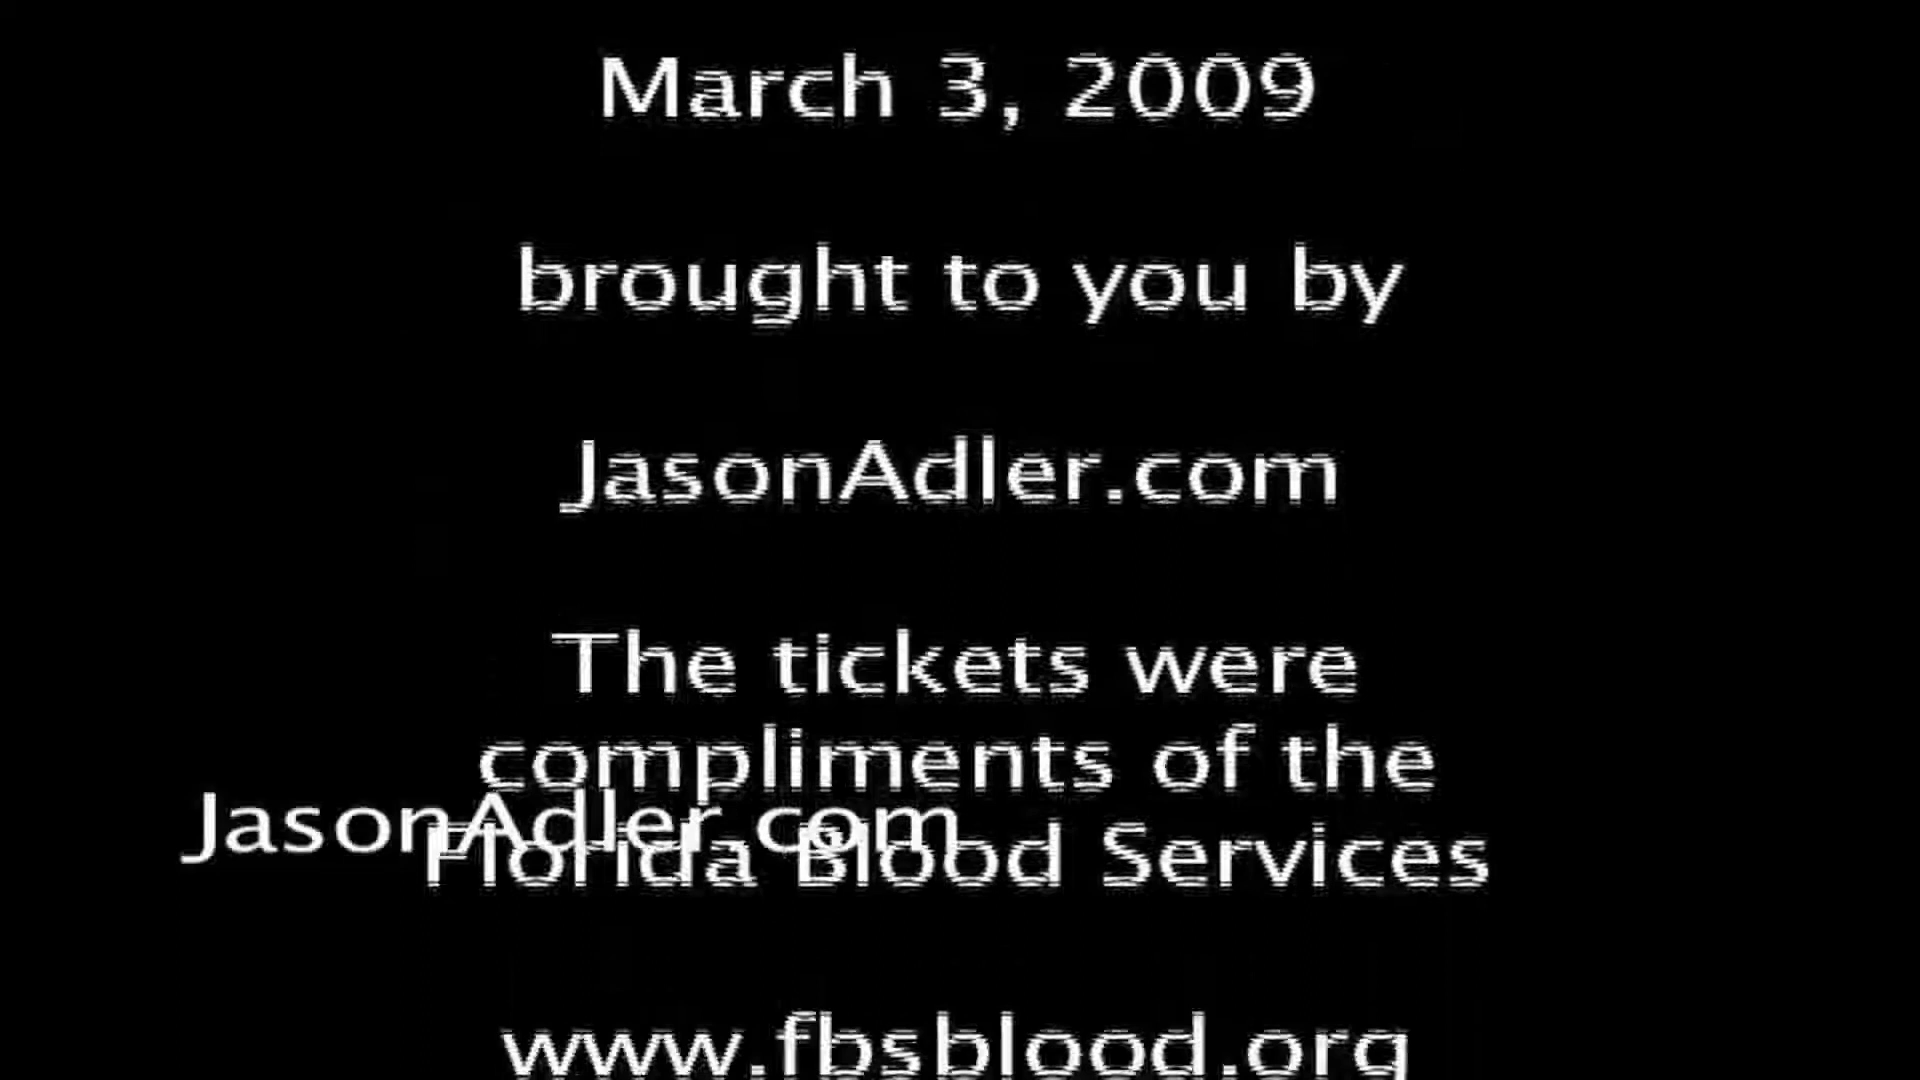 March 3, 2009
brought to you by
JasonAdler.com
The tickets were
compliments of the
JasonAdler.com
Florida Blood Services
www.fbsblood.org